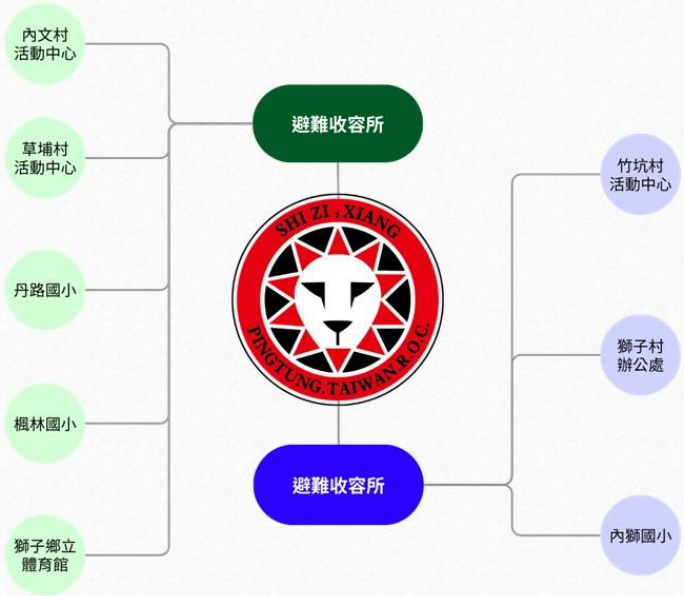 內文村
活動中心
草埔村
活動中心
丹路國小
楓林國小
獅子鄉立
體育館
避難收容所
SHI ZI , XIANG
PINGTUNG.TAIWAN.R.O.C.
避難收容所
竹坑村
活動中心
獅子村
辦公處
內獅國小